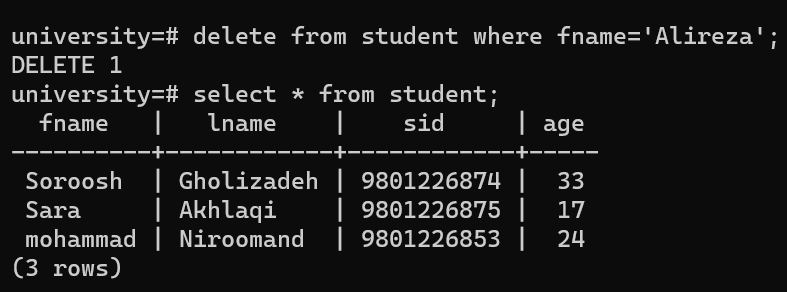 university=# delete from student where fname='Alireza';
DELETE 1
university=# select * from student;
  fname   |   lname    |    sid     | age
----------+------------+------------+-----
 Soroosh  | Gholizadeh | 9801226874 |  33
 Sara     | Akhlaqi    | 9801226875 |  17
 mohammad | Niroomand  | 9801226853 |  24
(3 rows)